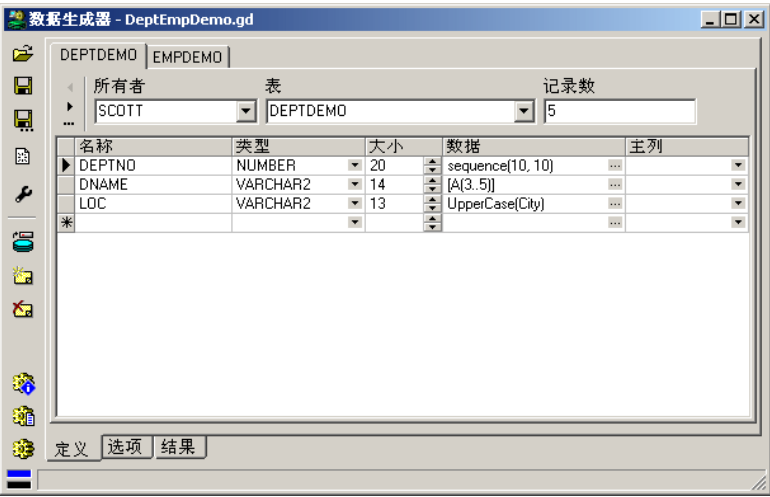 数据生成器 - DeptEmpDemo.gd
DEPTDEMO EMPDEMO
所有者 表 记录数
SCOTT DEPTDEMO 5
名称 类型 大小 数据 主列
DEPTNO NUMBER 20 sequence(10, 10) ...
DNAME VARCHAR2 14 [A(3..5)] ...
LOC VARCHAR2 13 UpperCase(City) ...
...
定义 选项 结果